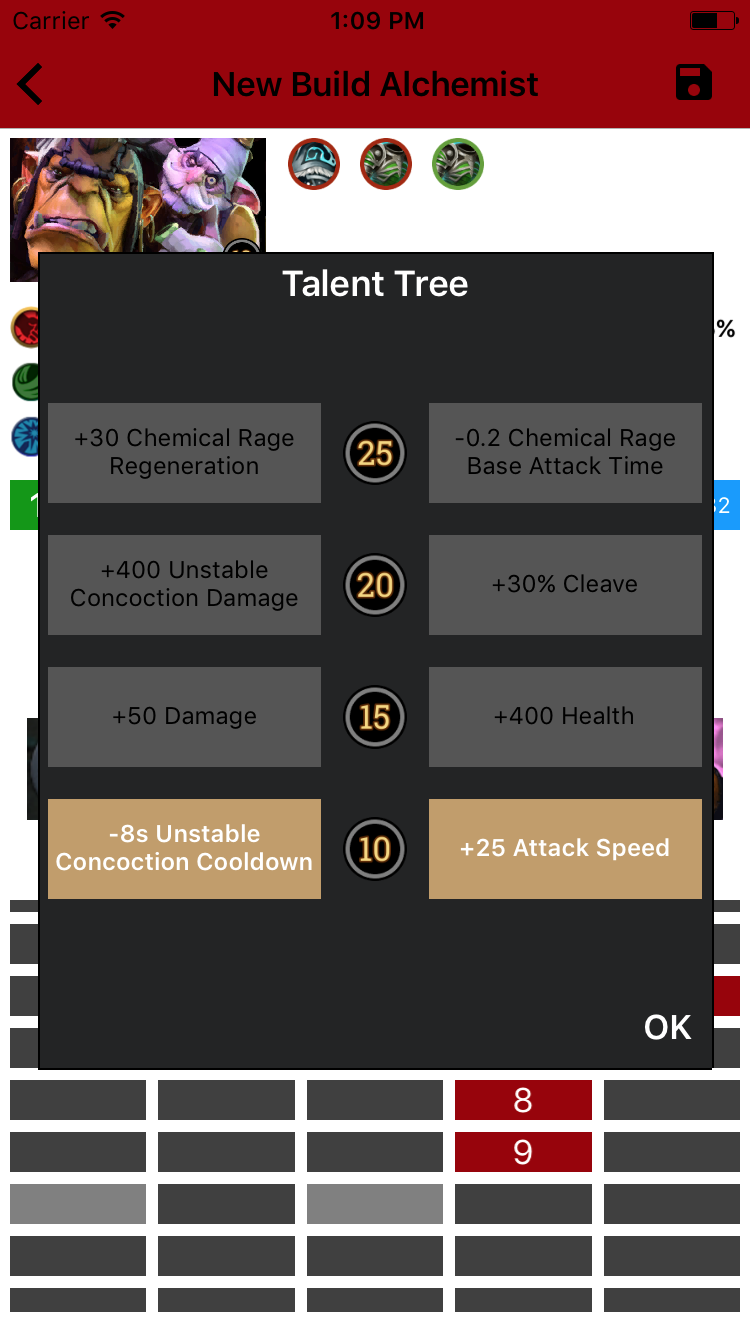 Carrier 1:09 PM
New Build Alchemist
Talent Tree
%
+30 Chemical Rage
Regeneration
25
-0.2 Chemical Rage
Base Attack Time
+400 Unstable
Concoction Damage
20
+30% Cleave
+50 Damage
15
+400 Health
-8s Unstable
Concoction Cooldown
10
+25 Attack Speed
OK
8
9